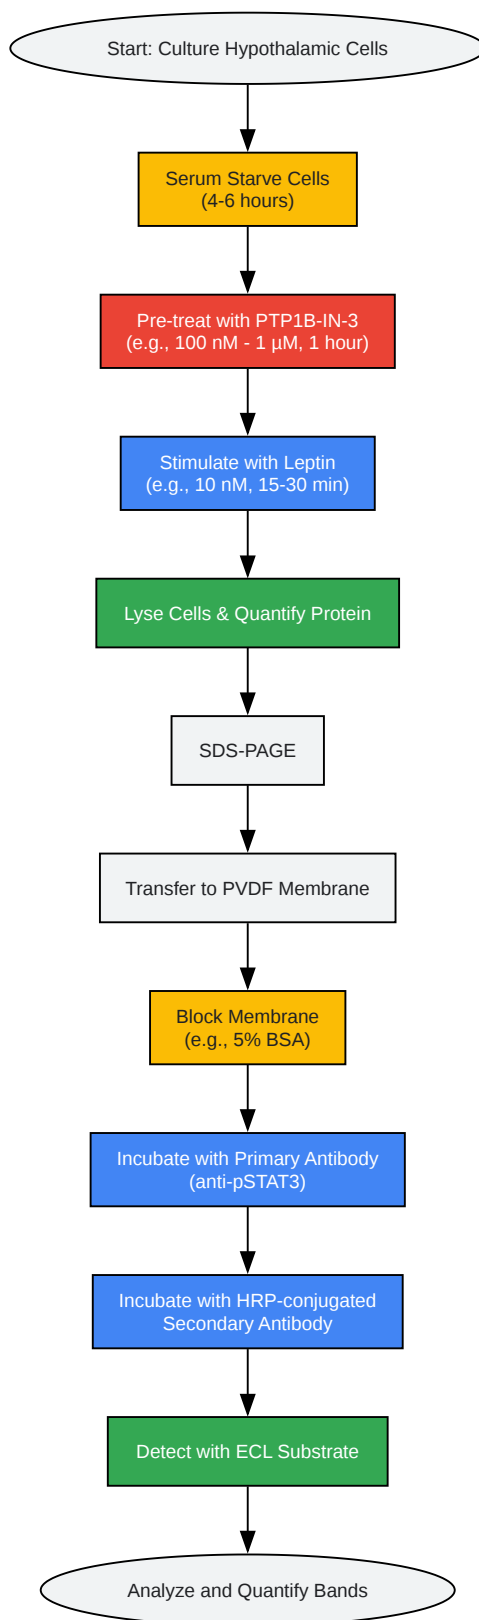 Start: Culture Hypothalamic Cells
Serum Starve Cells
(4-6 hours)
Pre-treat with PTP1B-IN-3
(e.g., 100 nM - 1 µM, 1 hour)
Stimulate with Leptin
(e.g., 10 nM, 15-30 min)
Lyse Cells & Quantify Protein
SDS-PAGE
Transfer to PVDF Membrane
Block Membrane
(e.g., 5% BSA)
Incubate with Primary Antibody
(anti-pSTAT3)
Incubate with HRP-conjugated
Secondary Antibody
Detect with ECL Substrate
Analyze and Quantify Bands